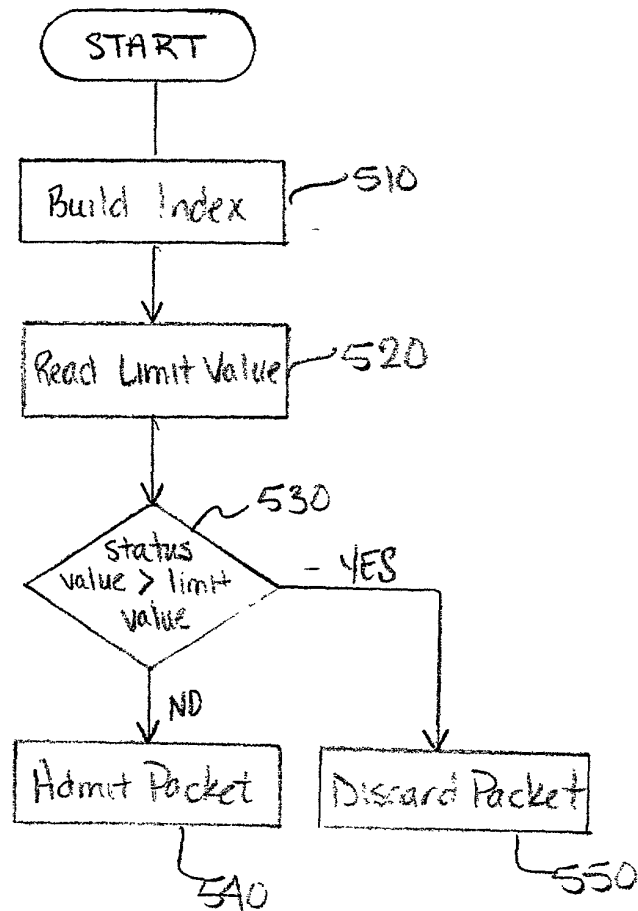 START
Build Index
510
Read Limit Value
520
530
status
value > limit
value
YES
NO
Admit Packet
Discard Packet
540
550